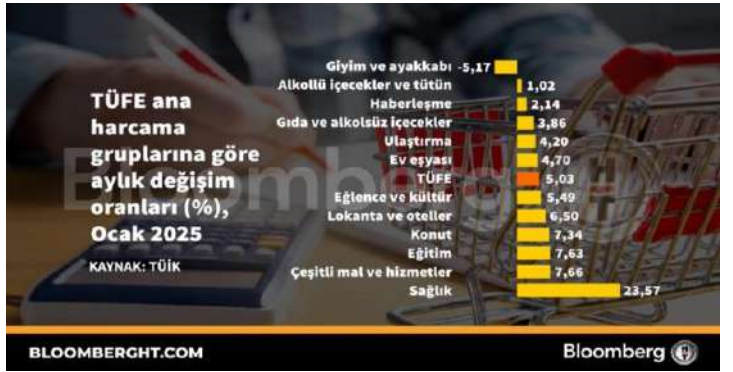 TÜFE ana
harcama
gruplarına göre
aylık değişim
oranları (%),
Ocak 2025
KAYNAK: TÜİK
Giyim ve ayakkabı -5,17
Alkollü içecekler ve tütün 1,02
Haberleşme 2,14
Gıda ve alkolsüz içecekler 3,86
Ulaştırma 4,20
Ev eşyası 4,70
TÜFE 5,03
Eğlence ve kültür 5,49
Lokanta ve oteller 6,50
Konut 7,34
Eğitim 7,63
Çeşitli mal ve hizmetler 7,66
Sağlık 23,57
Bloomberg
BLOOMBERGHT.COM
Bloomberg HT